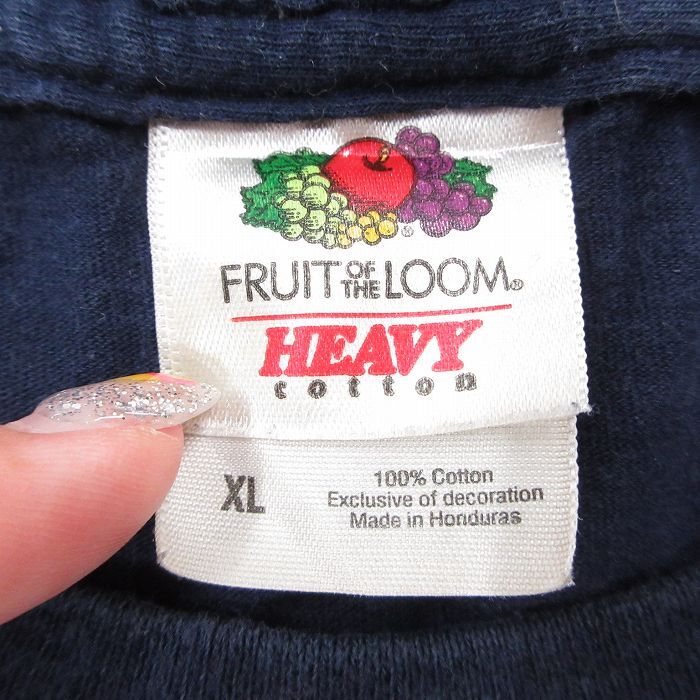 ®
FRUIT OF THE LOOM®
HEAVY
cotton
XL
100% Cotton
Exclusive of decoration
Made in Honduras